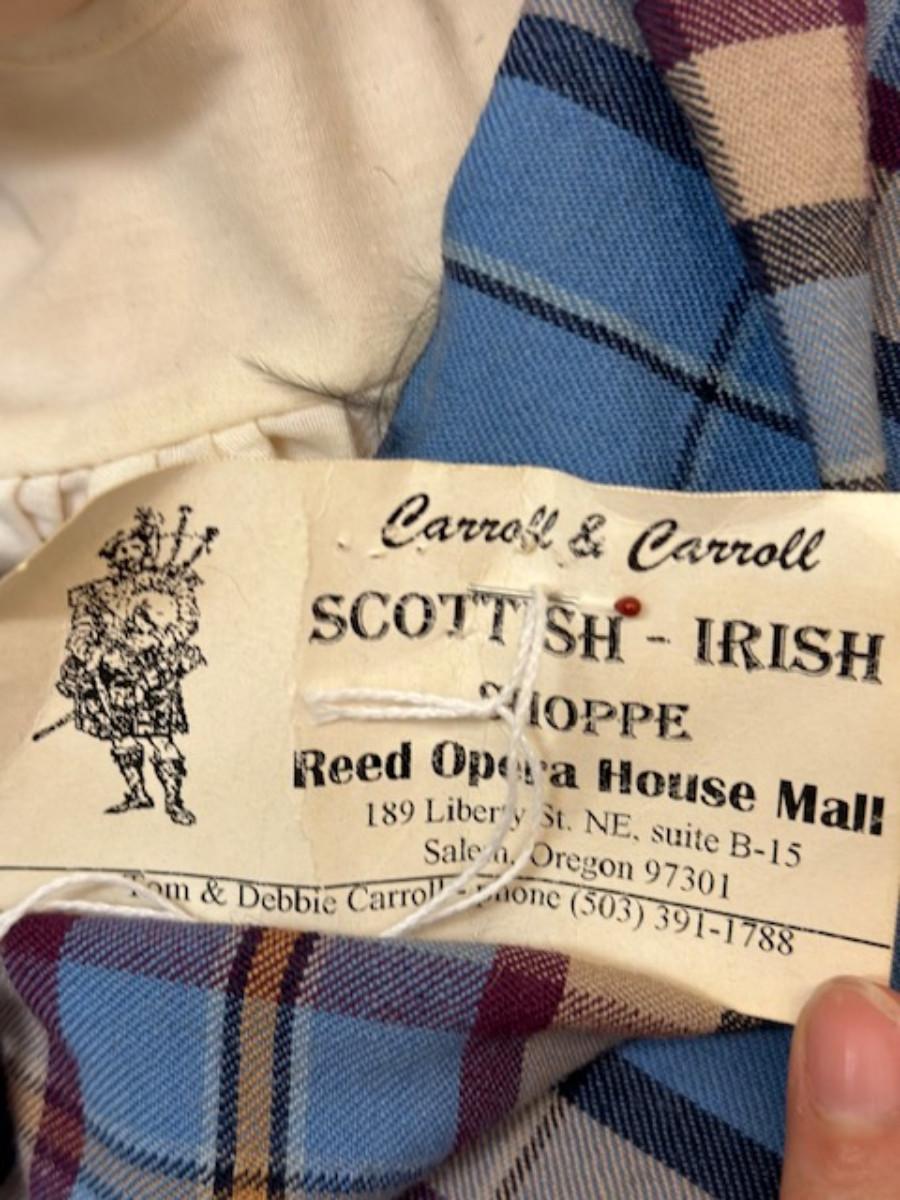 Carroll & Carroll
SCOTTISH - IRISH
SHOPPE
Reed Opera House Mall
189 Liberty St. NE, suite B-15
Salem, Oregon 97301
Tom & Debbie Carroll - phone (503) 391-1788